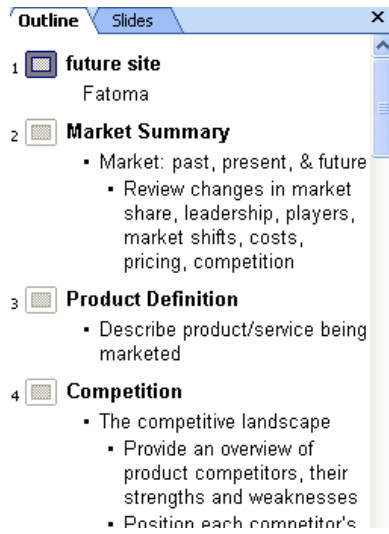 Outline Slides
1 future site
Fatoma
2 Market Summary
▪ Market: past, present, & future
▪ Review changes in market
share, leadership, players,
market shifts, costs,
pricing, competition
3 Product Definition
▪ Describe product/service being
marketed
4 Competition
▪ The competitive landscape
▪ Provide an overview of
product competitors, their
strengths and weaknesses
▪ Position each competitor's